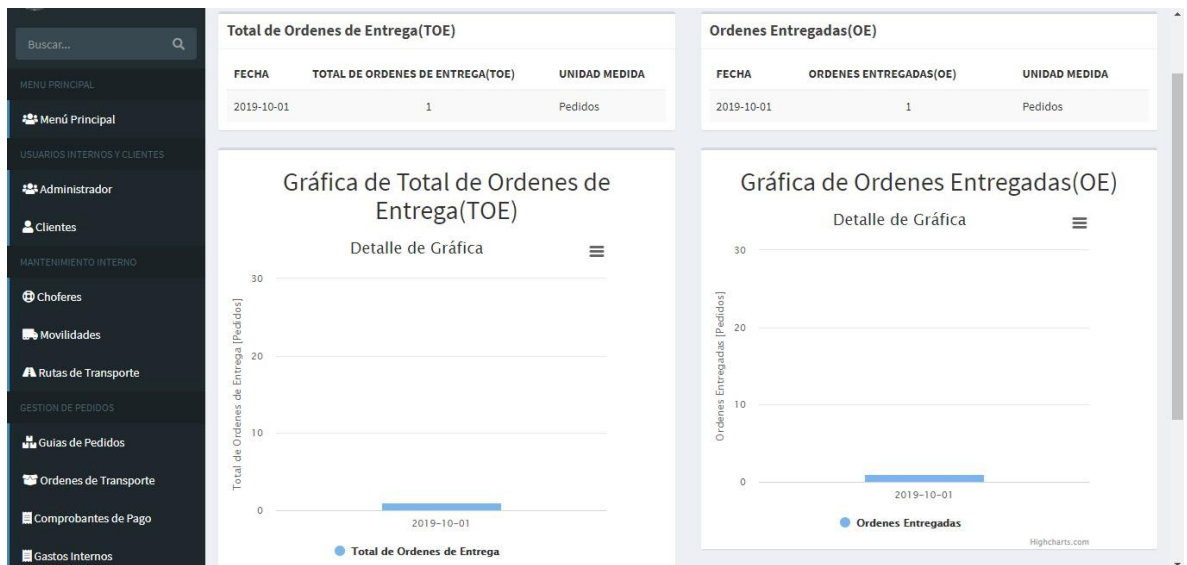 Buscar...
MENU PRINCIPAL
Menú Principal
USUARIOS INTERNOS Y CLIENTES
Administrador
Clientes
MANTENIMIENTO INTERNO
Choferes
Movilidades
Rutas de Transporte
GESTION DE PEDIDOS
Guias de Pedidos
Ordenes de Transporte
Comprobantes de Pago
Gastos Internos
Total de Ordenes de Entrega(TOE)
FECHA TOTAL DE ORDENES DE ENTREGA(TOE) UNIDAD MEDIDA
2019-10-01 1 Pedidos
Gráfica de Total de Ordenes de
Entrega(TOE)
Detalle de Gráfica
Total de Ordenes de Entrega [Pedidos]
30
20
10
0
2019-10-01
Total de Ordenes de Entrega
Ordenes Entregadas(OE)
FECHA ORDENES ENTREGADAS(OE) UNIDAD MEDIDA
2019-10-01 1 Pedidos
Gráfica de Ordenes Entregadas(OE)
Detalle de Gráfica
Ordenes Entregadas [Pedidos]
30
20
10
0
2019-10-01
Ordenes Entregadas
Highcharts.com